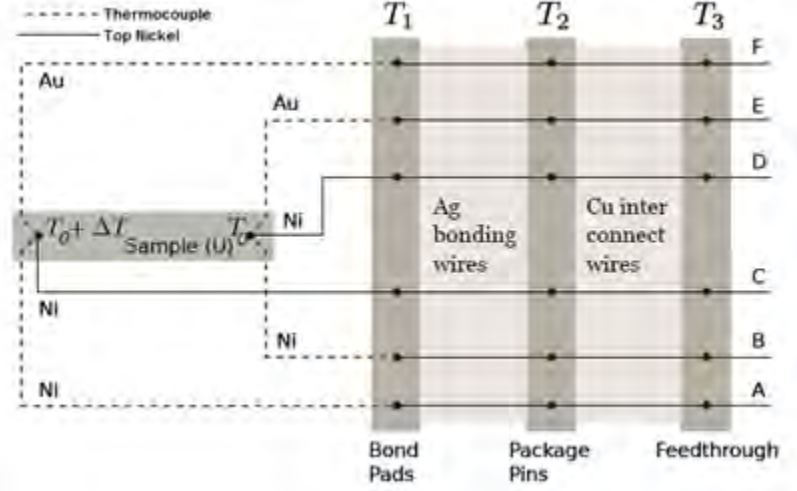 Thermocouple
Top Nickel
T₁ T₂ T₃
F
Au
Au
E
D
T₀ + ΔT
T₀
Ni
Sample (U)
Ag
bonding
wires
Cu inter
connect
wires
C
Ni
Ni
B
Ni
A
Bond
Pads
Package
Pins
Feedthrough